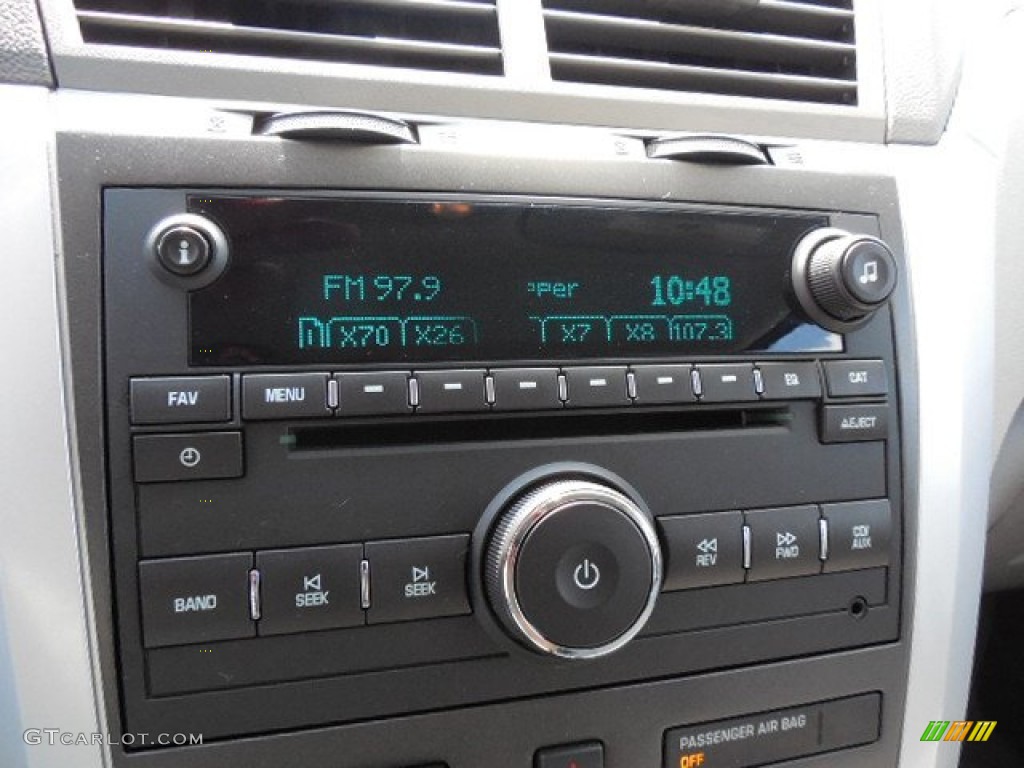 FM 97.9 per 10:48
X70 X26 X7 X8 107.3
FAV MENU EQ CAT
EJECT
BAND SEEK SEEK REV FWD CD/AUX
PASSENGER AIR BAG
OFF
GTCARLOT.COM